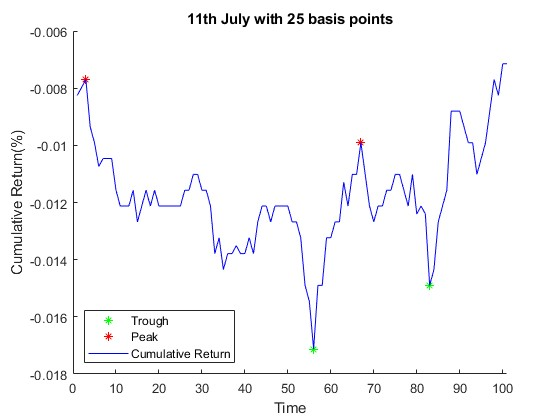 11th July with 25 basis points
-0.006
-0.008
-0.01
-0.012
-0.014
-0.016
-0.018
Cumulative Return(%)
Trough
Peak
Cumulative Return
0 10 20 30 40 50 60 70 80 90 100
Time